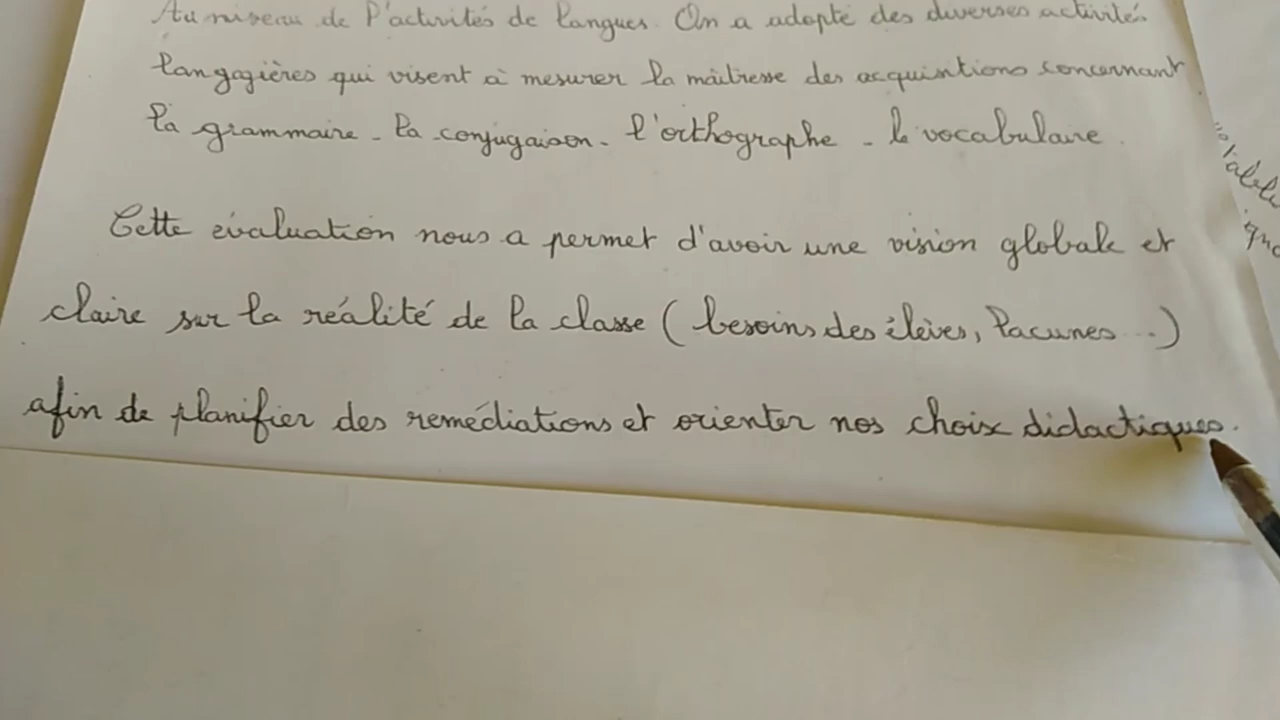 Au niveau de l'activités de langues. On a adopté des diverses activités
langagières qui visent à mesurer la maîtresse des acquisitions concernant
la grammaire - la conjugaison - l'orthographe - le vocabulaire.
Cette évaluation nous a permet d'avoir une vision globale et
claire sur la réalité de la classe ( besoins des élèves, lacunes ...)
afin de planifier des remédiations et orienter nos choix didactiques.